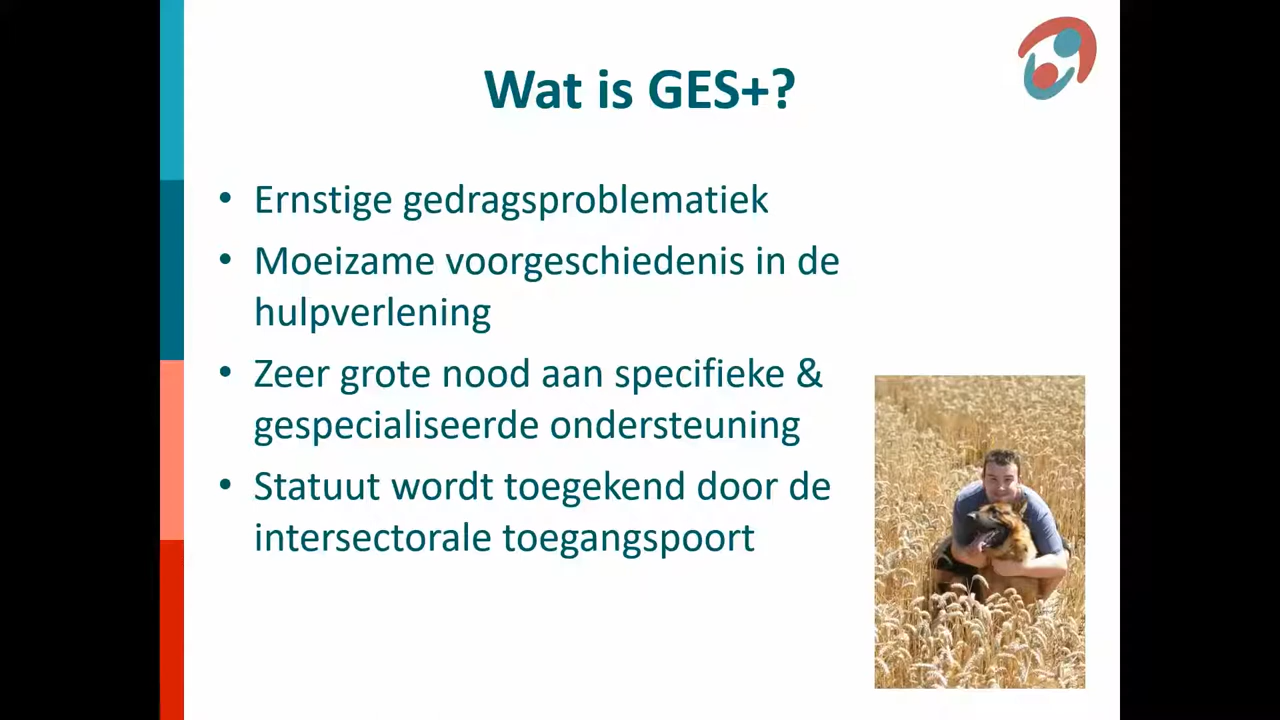 Wat is GES+?
• Ernstige gedragsproblematiek
• Moeizame voorgeschiedenis in de
hulpverlening
• Zeer grote nood aan specifieke &
gespecialiseerde ondersteuning
• Statuut wordt toegekend door de
intersectorale toegangspoort